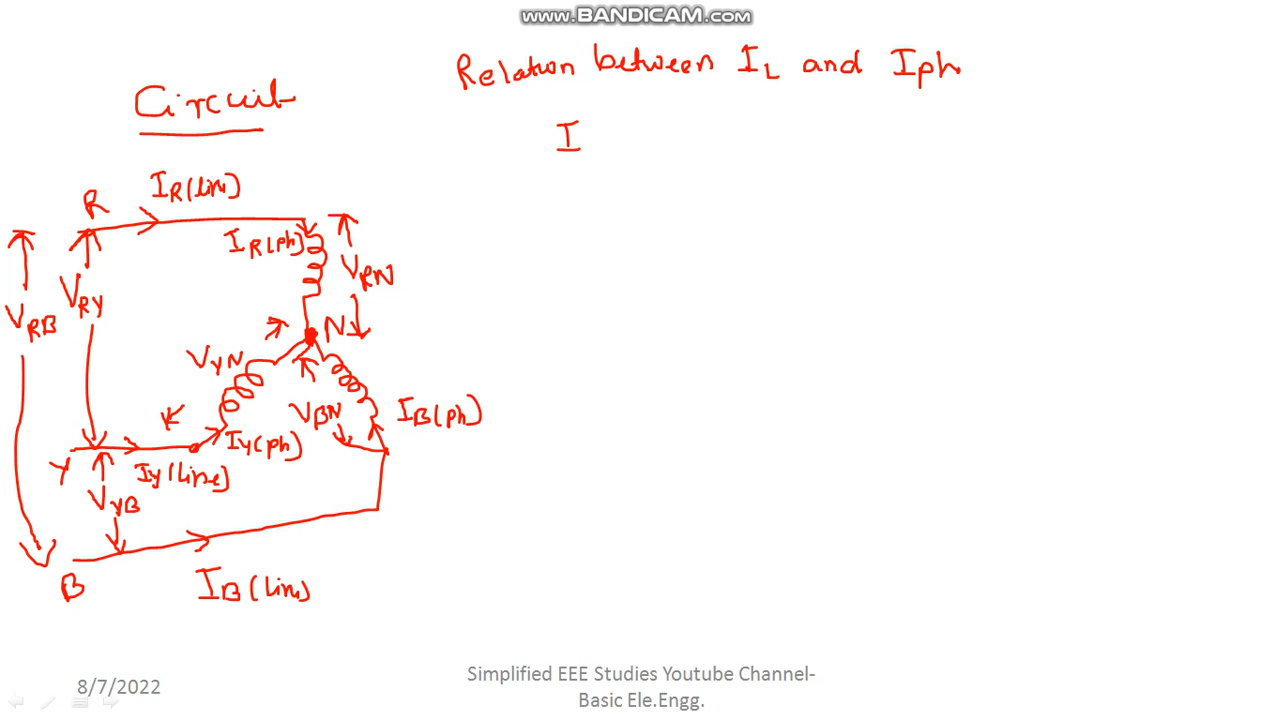 www.BANDICAM.com
Relation between IL and Iph
I
Circuit
IR(line)
R
IR(ph)
VRN
VRY
VRB
N
VYN
VBN
IB(ph)
IY(ph)
Y
IY(Line)
VYB
B
IB(line)
8/7/2022
Simplified EEE Studies Youtube Channel-
Basic Ele.Engg.